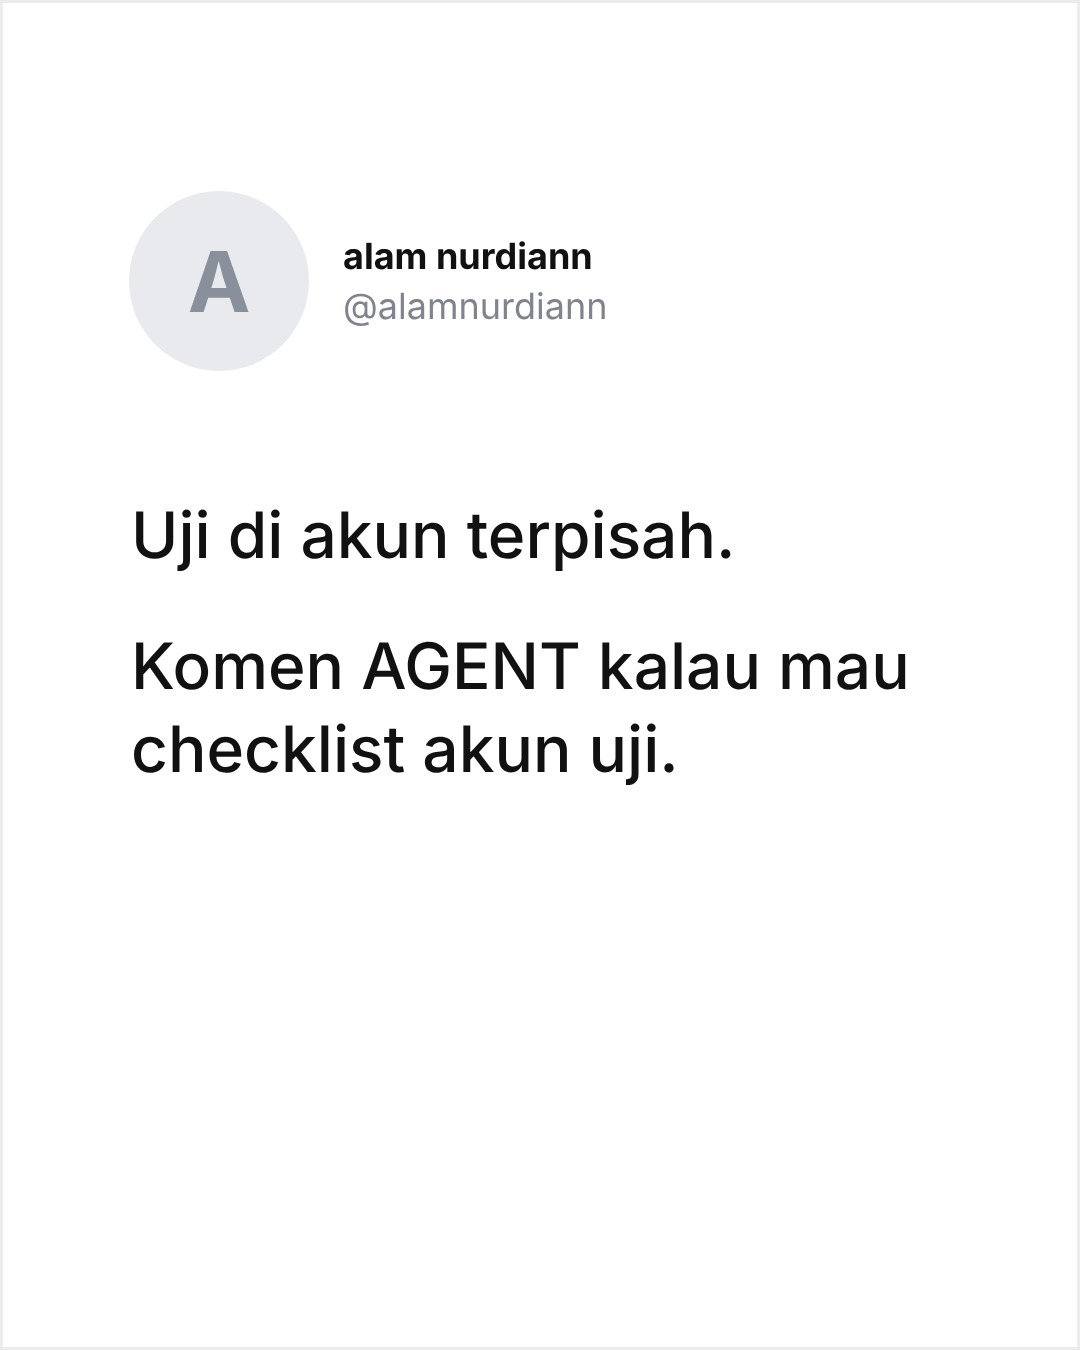 A
alam nurdiann
@alamnurdiann
Uji di akun terpisah.
Komen AGENT kalau mau
checklist akun uji.